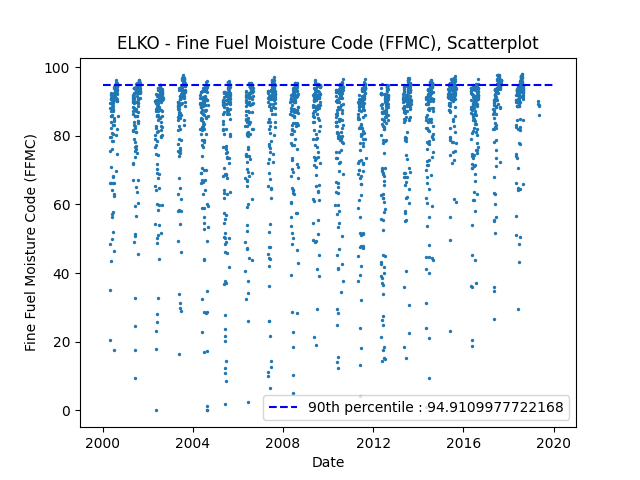 ELKO - Fine Fuel Moisture Code (FFMC), Scatterplot
Fine Fuel Moisture Code (FFMC)
100
80
60
40
20
0
90th percentile : 94.9109977722168
2000 2004 2008 2012 2016 2020
Date